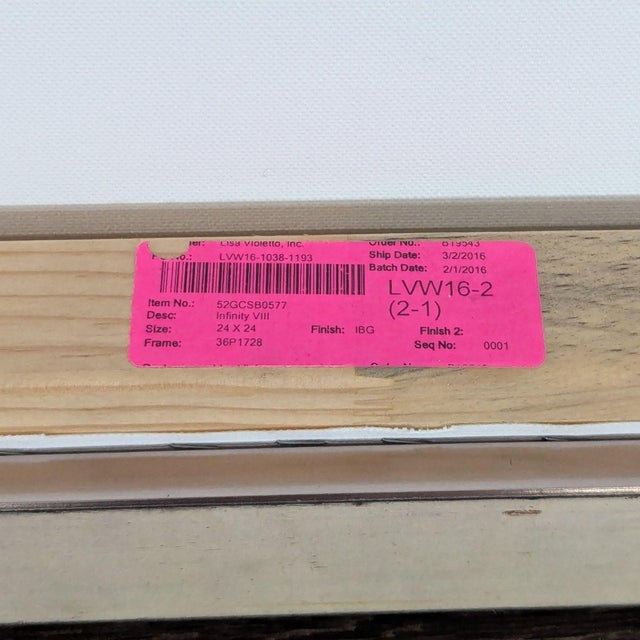 er: Lisa Violetto, Inc. Order No.: B19543
o.: LVW16-1038-1193 Ship Date: 3/2/2016
Batch Date: 2/1/2016
LVW16-2
(2-1)
Item No.: 52GCSB0577
Desc: Infinity VIII
Size: 24 X 24 Finish: IBG Finish 2:
Frame: 36P1728 Seq No: 0001